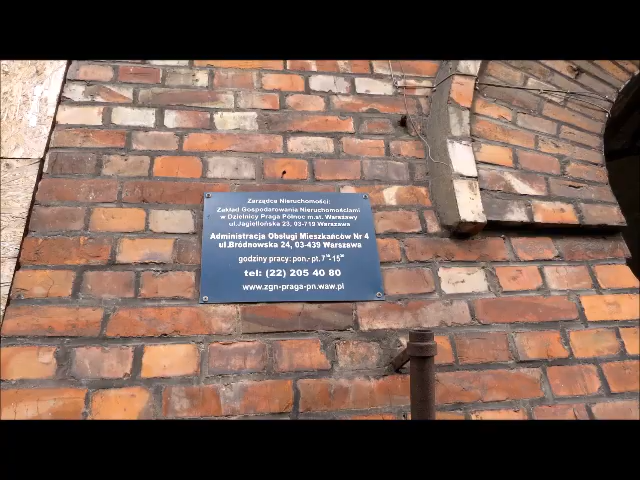 Zarządca Nieruchomości:
Zakład Gospodarowania Nieruchomościami
w Dzielnicy Praga Północ m.st. Warszawy
ul.Jagiellońska 23, 03-719 Warszawa
Administracja Obsługi Mieszkańców Nr 4
ul.Bródnowska 24, 03-439 Warszawa
godziny pracy: pon.- pt. 7³⁰-15³⁰
tel: (22) 205 40 80
www.zgn-praga-pn.waw.pl